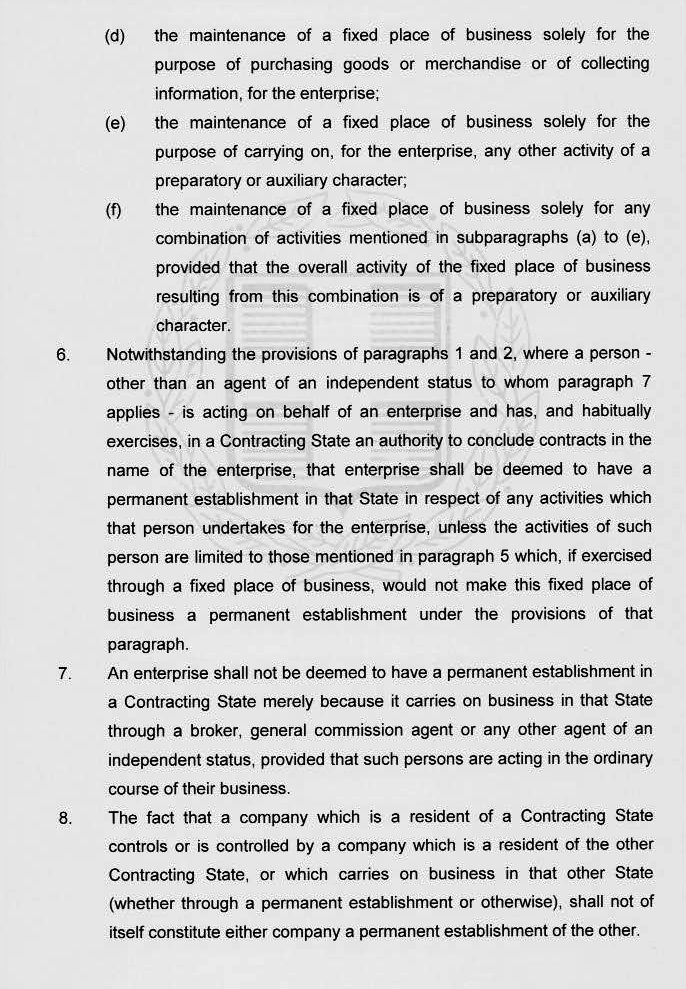 (d) the maintenance of a fixed place of business solely for the
purpose of purchasing goods or merchandise or of collecting
information, for the enterprise;
(e) the maintenance of a fixed place of business solely for the
purpose of carrying on, for the enterprise, any other activity of a
preparatory or auxiliary character;
(f) the maintenance of a fixed place of business solely for any
combination of activities mentioned in subparagraphs (a) to (e),
provided that the overall activity of the fixed place of business
resulting from this combination is of a preparatory or auxiliary
character.
6. Notwithstanding the provisions of paragraphs 1 and 2, where a person -
other than an agent of an independent status to whom paragraph 7
applies - is acting on behalf of an enterprise and has, and habitually
exercises, in a Contracting State an authority to conclude contracts in the
name of the enterprise, that enterprise shall be deemed to have a
permanent establishment in that State in respect of any activities which
that person undertakes for the enterprise, unless the activities of such
person are limited to those mentioned in paragraph 5 which, if exercised
through a fixed place of business, would not make this fixed place of
business a permanent establishment under the provisions of that
paragraph.
7. An enterprise shall not be deemed to have a permanent establishment in
a Contracting State merely because it carries on business in that State
through a broker, general commission agent or any other agent of an
independent status, provided that such persons are acting in the ordinary
course of their business.
8. The fact that a company which is a resident of a Contracting State
controls or is controlled by a company which is a resident of the other
Contracting State, or which carries on business in that other State
(whether through a permanent establishment or otherwise), shall not of
itself constitute either company a permanent establishment of the other.